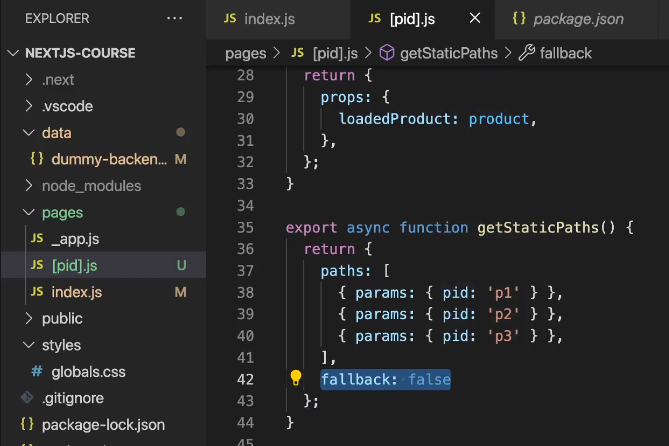 EXPLORER ...
NEXTJS-COURSE
.next
.vscode
data
{} dummy-backen... M
node_modules
pages
JS _app.js
JS [pid].js U
JS index.js M
public
styles
# globals.css
.gitignore
{} package-lock.json
JS index.js JS [pid].js {} package.json
pages > JS [pid].js > getStaticPaths > fallback
28 return {
29 props: {
30 loadedProduct: product,
31 },
32 };
33 }
34
35 export async function getStaticPaths() {
36 return {
37 paths: [
38 { params: { pid: 'p1' } },
39 { params: { pid: 'p2' } },
40 { params: { pid: 'p3' } },
41 ],
42 fallback: false
43 };
44 }
45